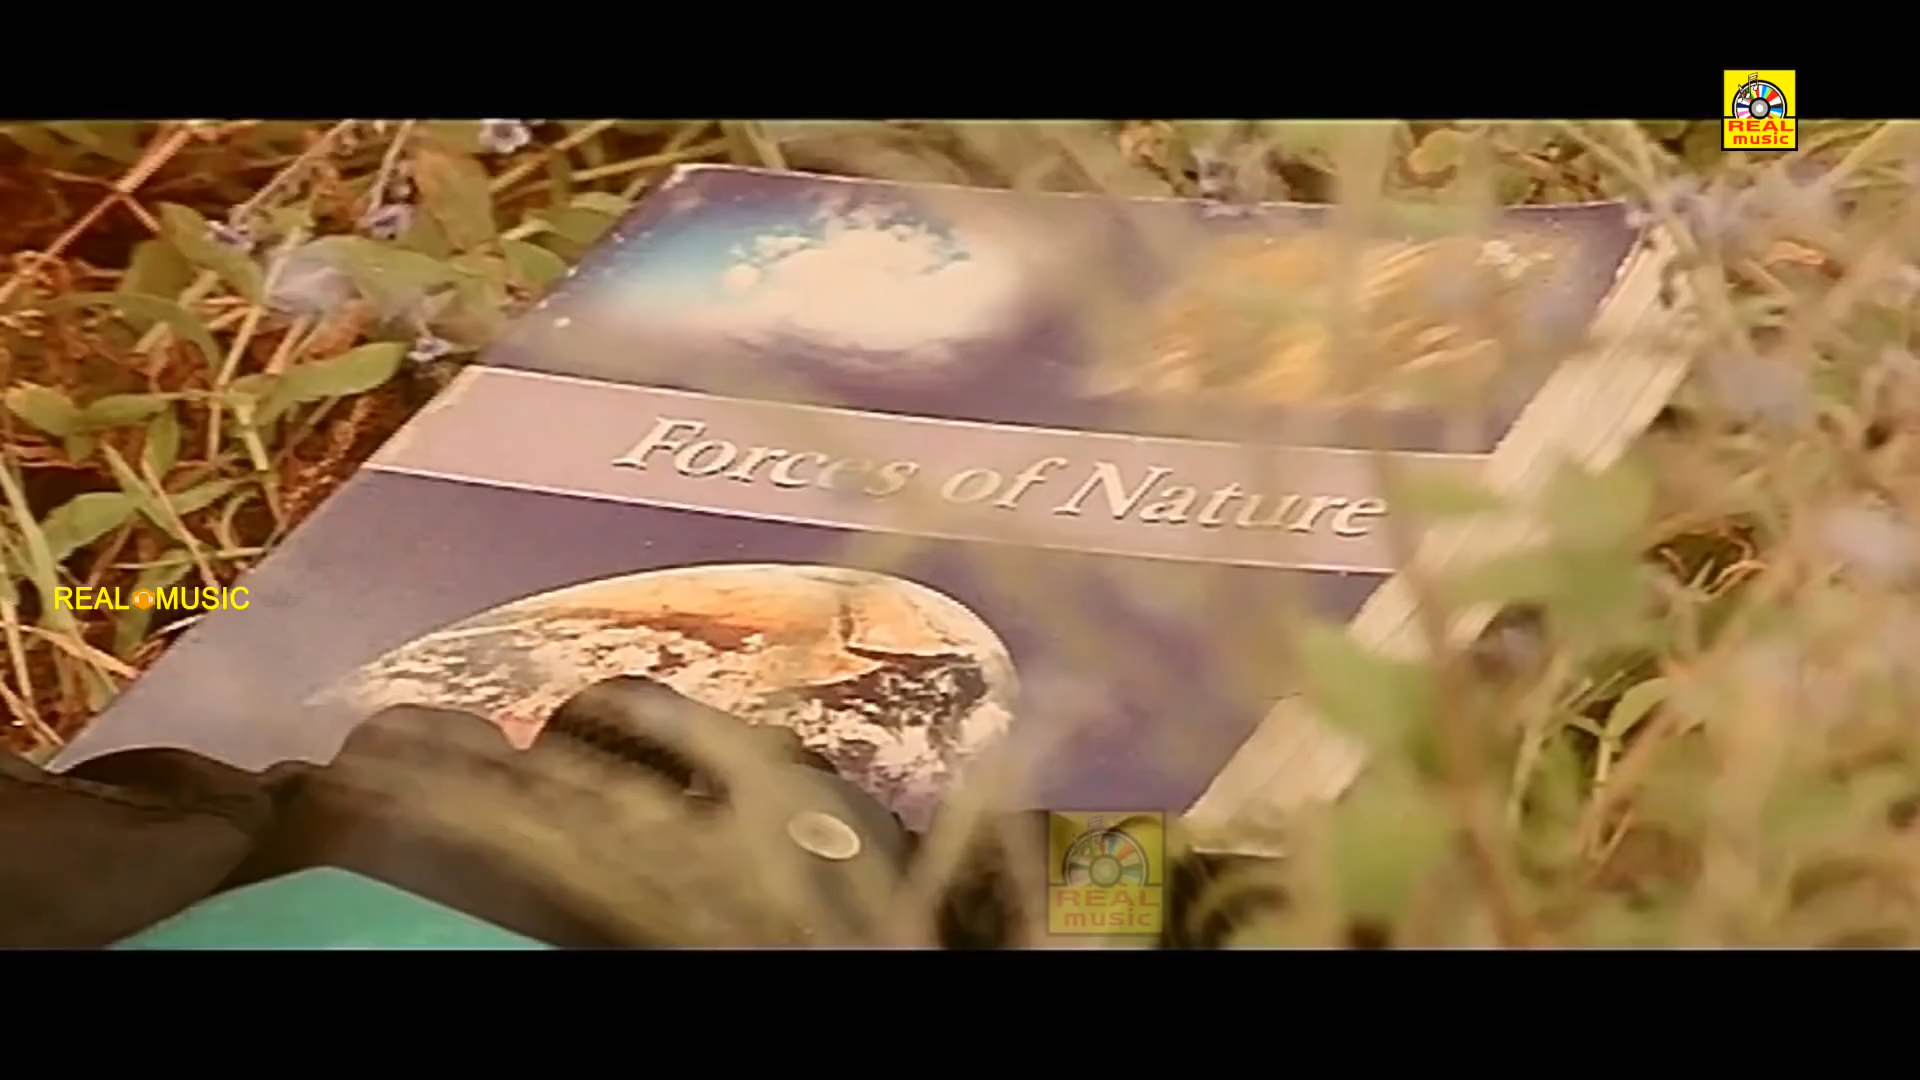 REAL
music
Forces of Nature
REAL MUSIC
REAL
music